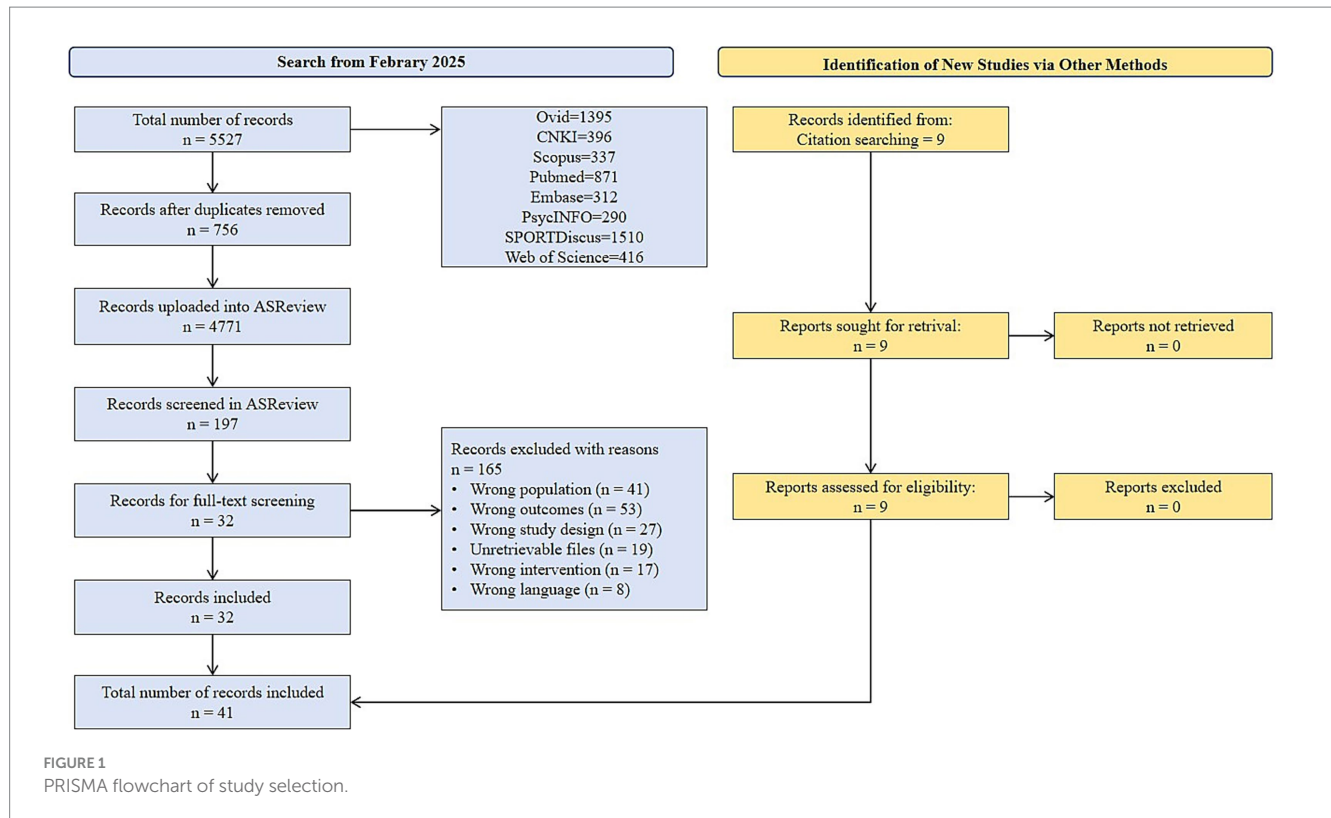 Search from Febrary 2025
Total number of records
n = 5527
Ovid=1395
CNKI=396
Scopus=337
Pubmed=871
Embase=312
PsycINFO=290
SPORTDiscus=1510
Web of Science=416
Records after duplicates removed
n = 756
Records uploaded into ASReview
n = 4771
Records screened in ASReview
n = 197
Records for full-text screening
n = 32
Records excluded with reasons
n = 165
• Wrong population (n = 41)
• Wrong outcomes (n = 53)
• Wrong study design (n = 27)
• Unretrievable files (n = 19)
• Wrong intervention (n = 17)
• Wrong language (n = 8)
Records included
n = 32
Total number of records included
n = 41
Identification of New Studies via Other Methods
Records identified from:
Citation searching = 9
Reports sought for retrival:
n = 9
Reports not retrieved
n = 0
Reports assessed for eligibility:
n = 9
Reports excluded
n = 0
FIGURE 1
PRISMA flowchart of study selection.